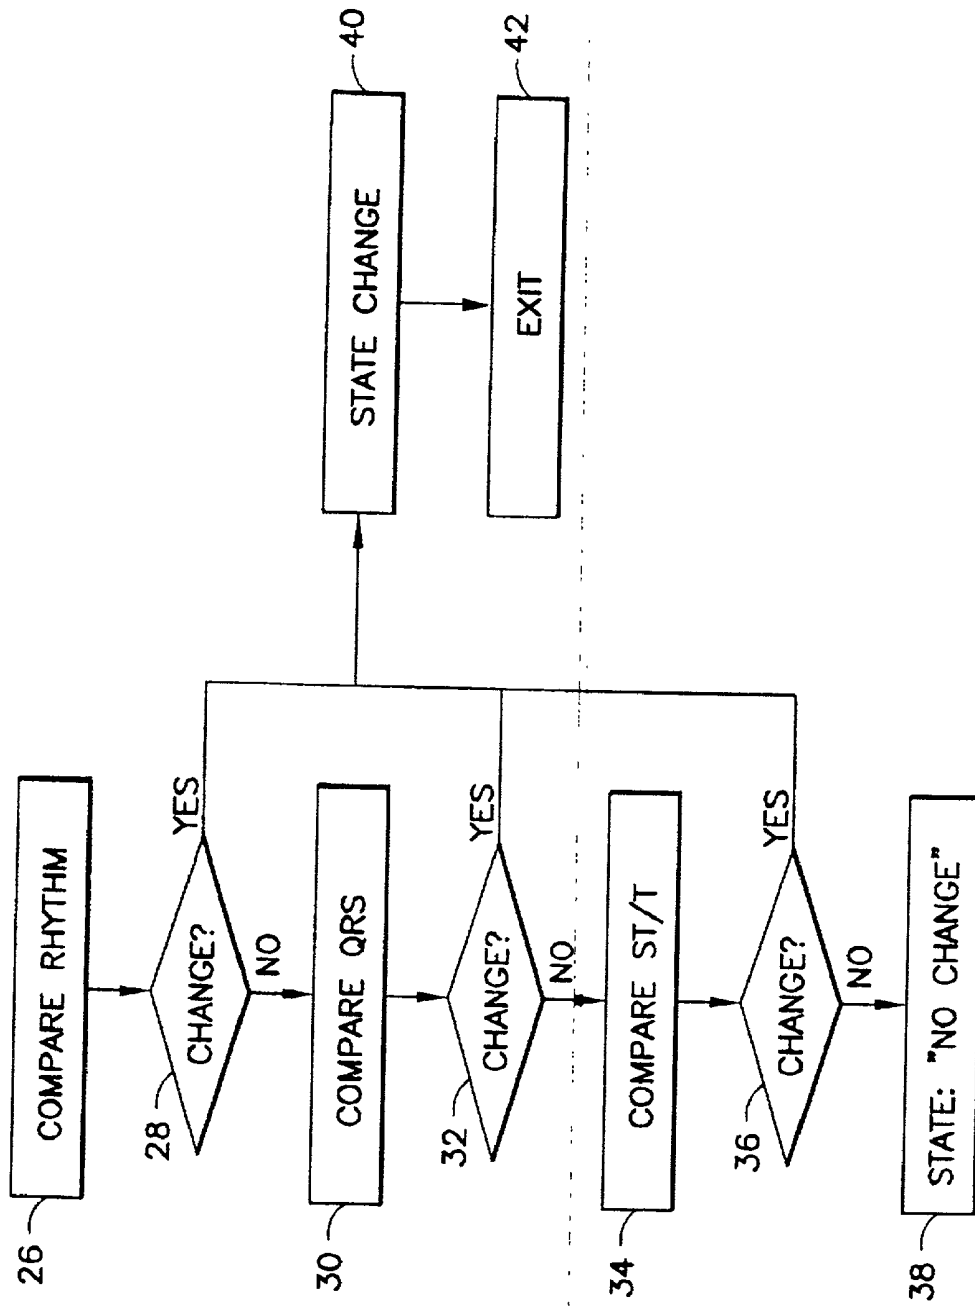 26
COMPARE RHYTHM
28
CHANGE?
YES
NO
30
COMPARE QRS
32
CHANGE?
YES
NO
34
COMPARE ST/T
36
CHANGE?
YES
NO
38
STATE: "NO CHANGE"
STATE CHANGE
40
EXIT
42